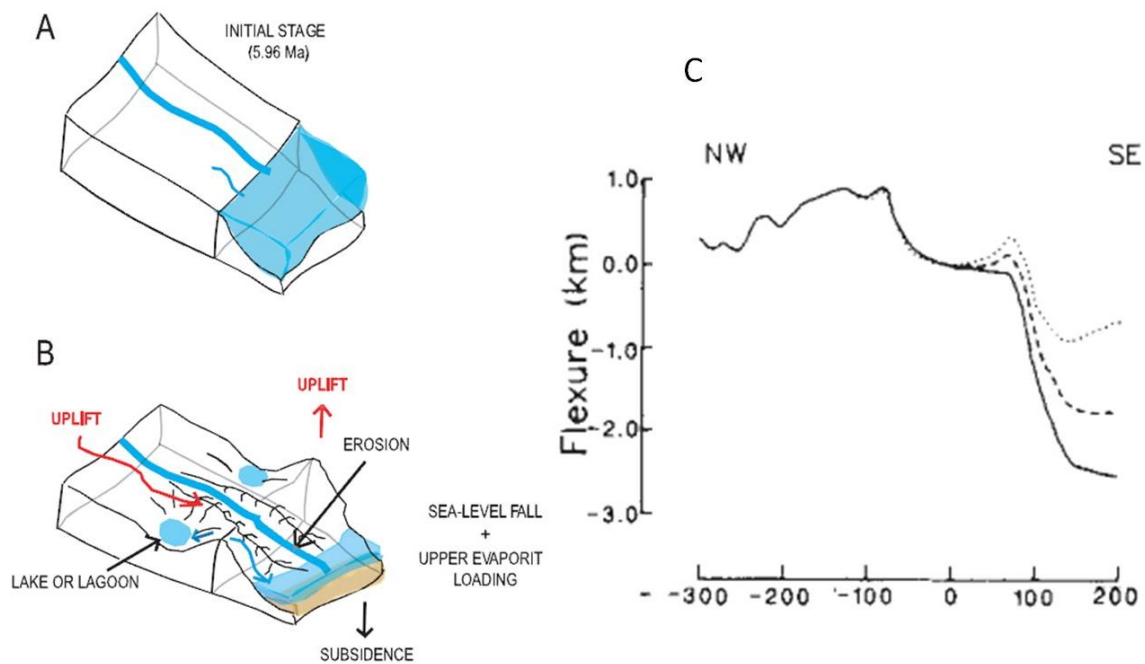 A
INITIAL STAGE
(5.96 Ma)
B
UPLIFT
UPLIFT
EROSION
SEA-LEVEL FALL
+
UPPER EVAPORIT
LOADING
LAKE OR LAGOON
SUBSIDENCE
C
NW
SE
Flexure (km)
1.0
0.0
-1.0
-2.0
-3.0
- -300 -200 -100 0 100 200